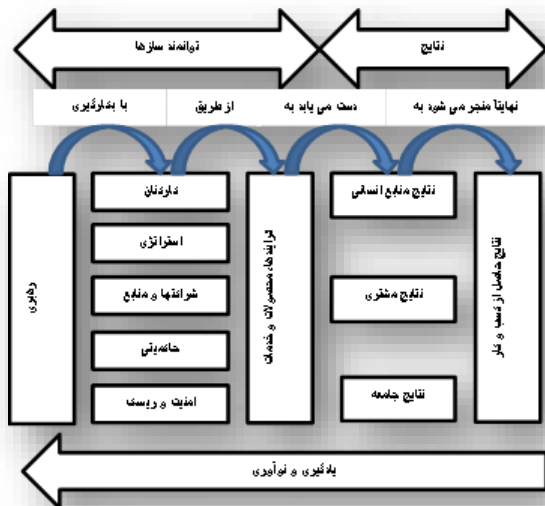 توانمند سازها
نتایج
با بکارگیری
از طریق
دست می یابد به
نهایتاً منجر می شود به
رهبری
کارکنان
استراتژی
شراکتها و منابع
حاکمیتی
امنیت و ریسک
فرایندها، محصولات و خدمات
نتایج منابع انسانی
نتایج مشتری
نتایج جامعه
نتایج حاصل از کسب و کار
یادگیری و نوآوری